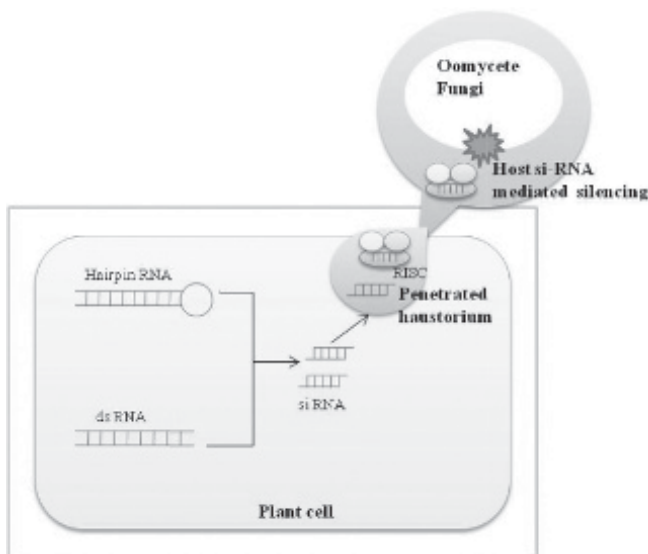 Oomycete
Fungi
Host si-RNA
mediated silencing
Hairpin RNA
RISC
Penetrated
haustorium
si RNA
ds RNA
Plant cell